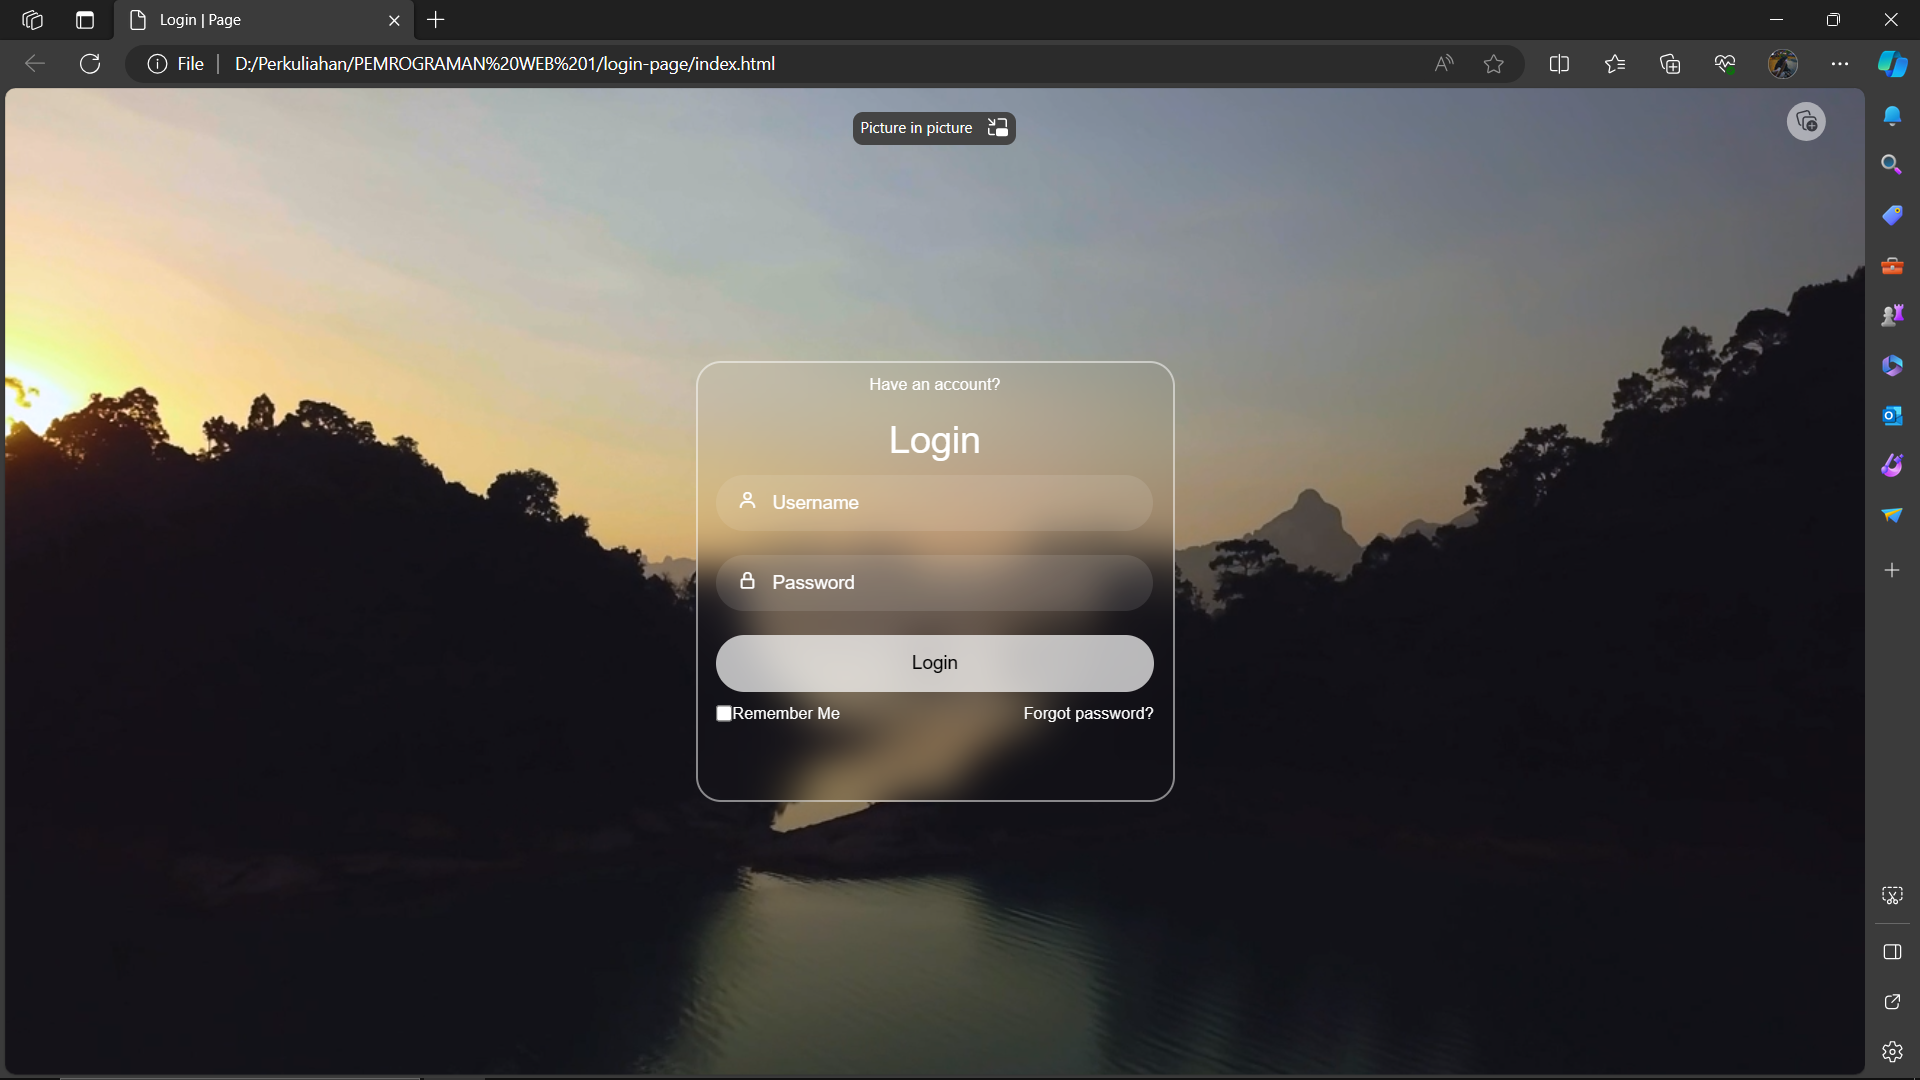 Login | Page
File
D:/Perkuliahan/PEMROGRAMAN%20WEB%201/login-page/index.html
Picture in picture
Have an account?
Login
Username
Password
Login
Remember Me
Forgot password?